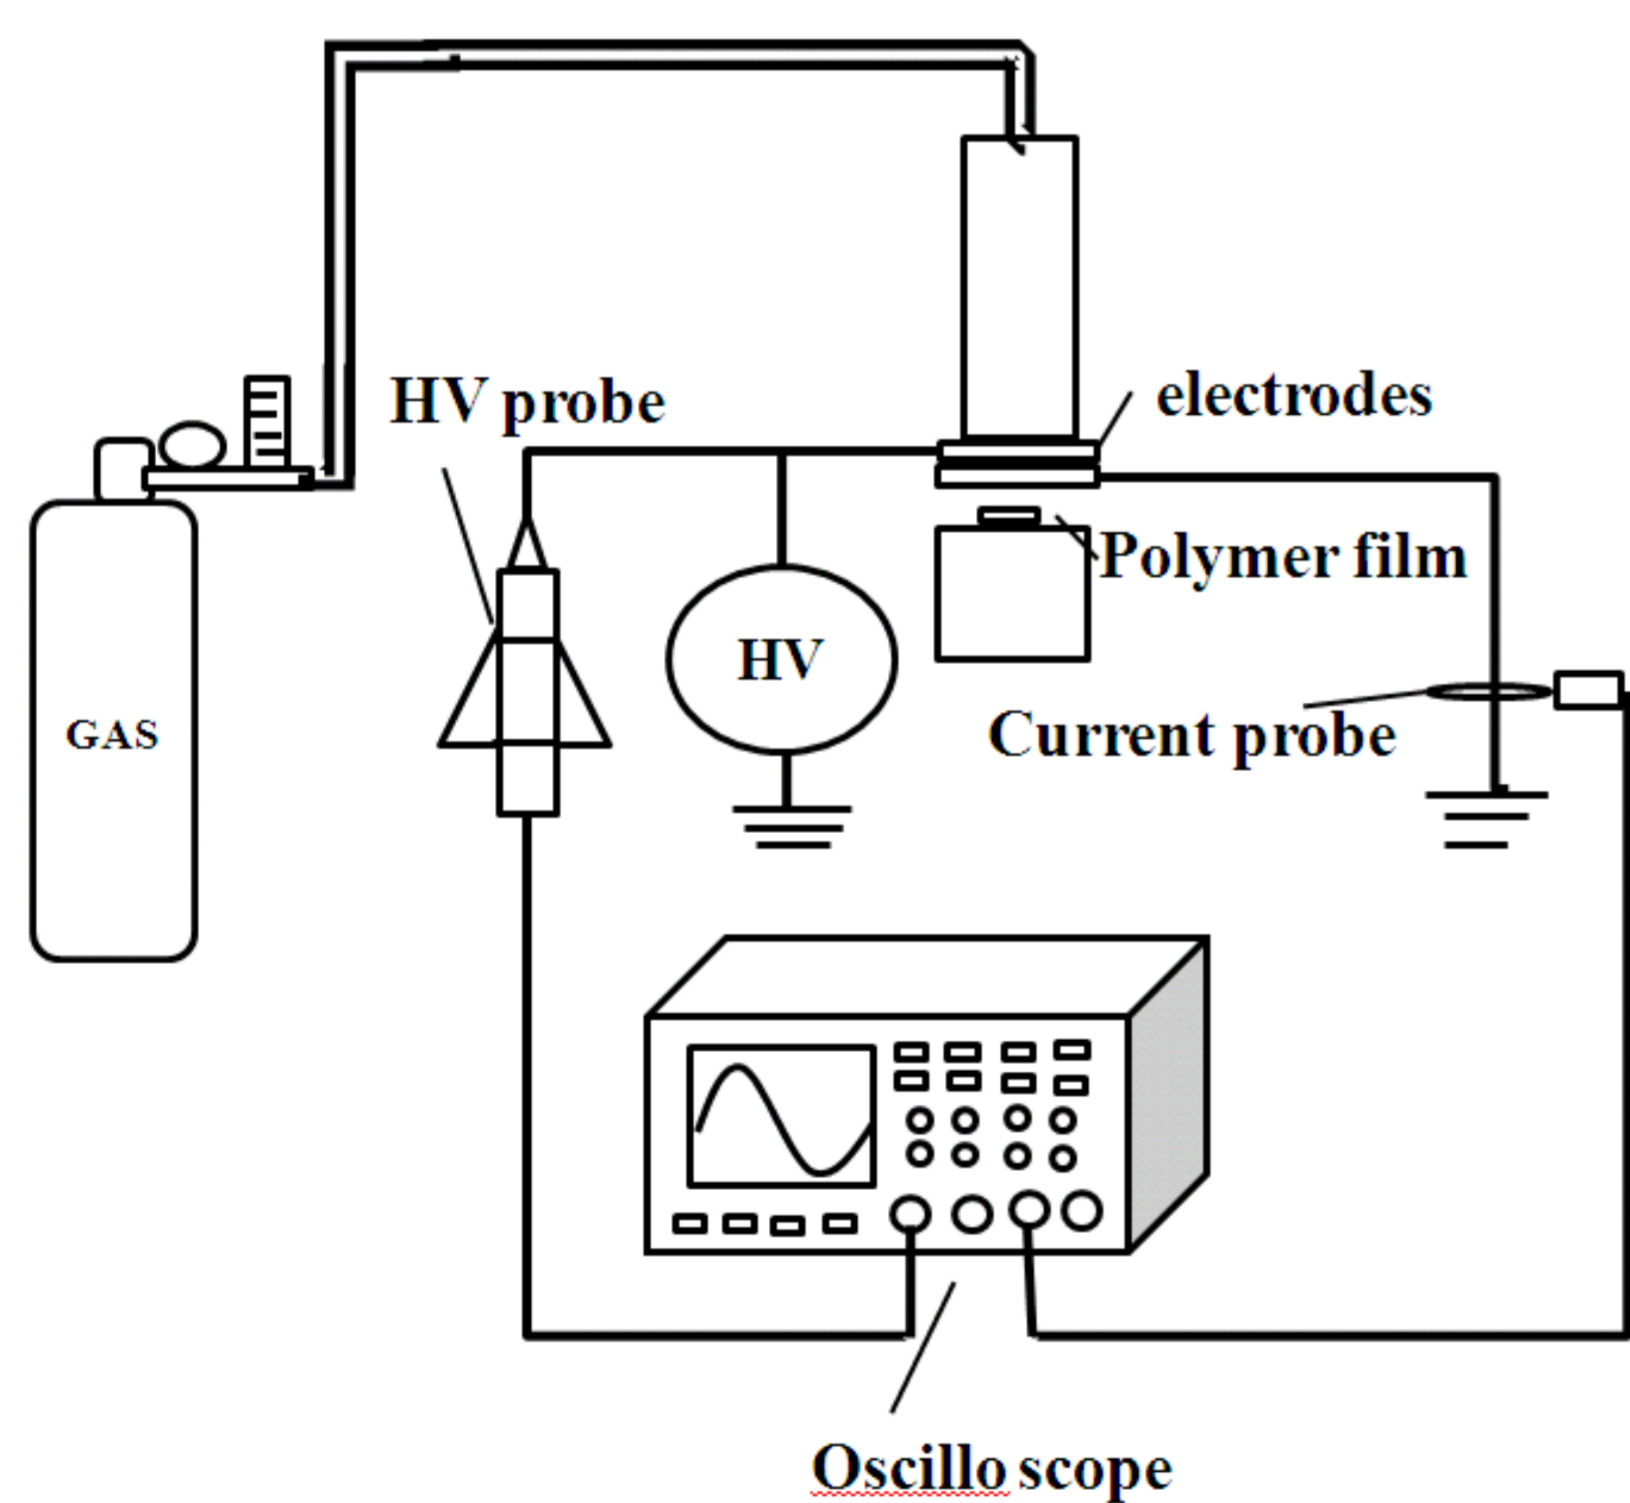 HV probe
electrodes
Polymer film
HV
GAS
Current probe
Oscillo scope